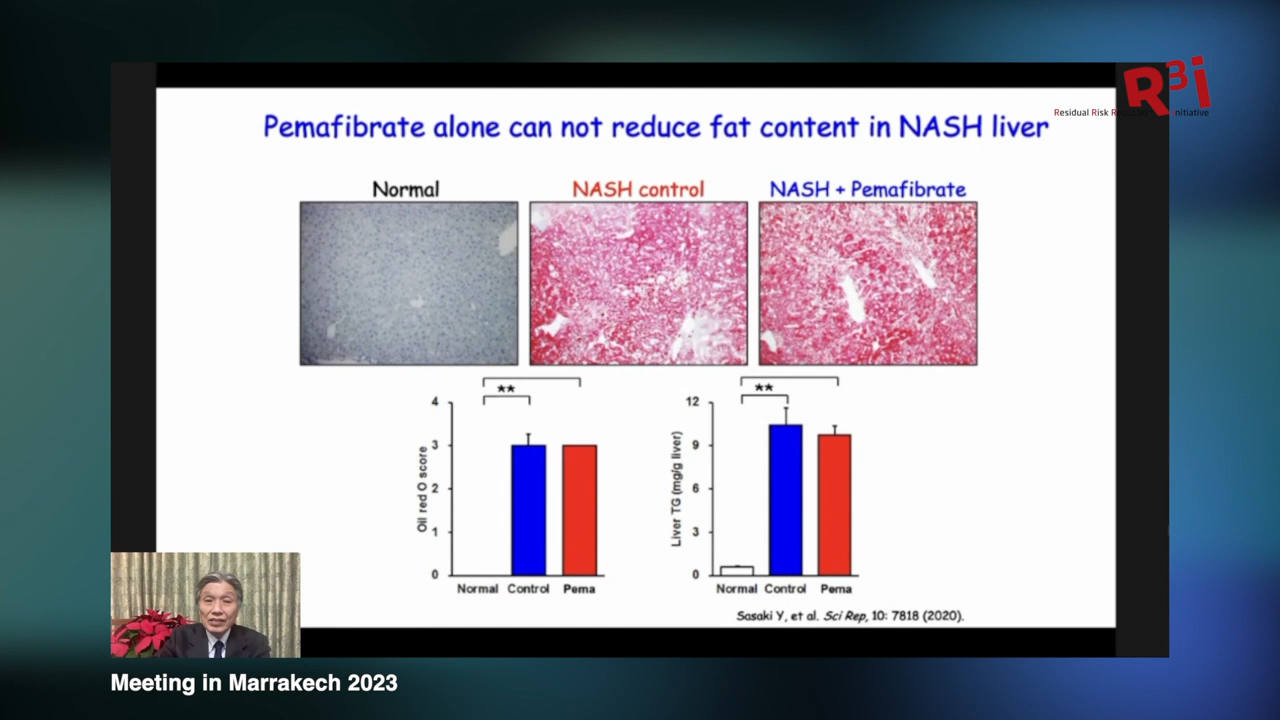 R3i
Residual Risk R
nitiative
Pemafibrate alone can not reduce fat content in NASH liver
Normal
NASH control
NASH + Pemafibrate
**
4
3
2
1
0
Oil red O score
Normal Control Pema
**
12
9
6
3
0
Liver TG (mg/g liver)
Normal Control Pema
Sasaki Y, et al. Sci Rep, 10: 7818 (2020).
Meeting in Marrakech 2023